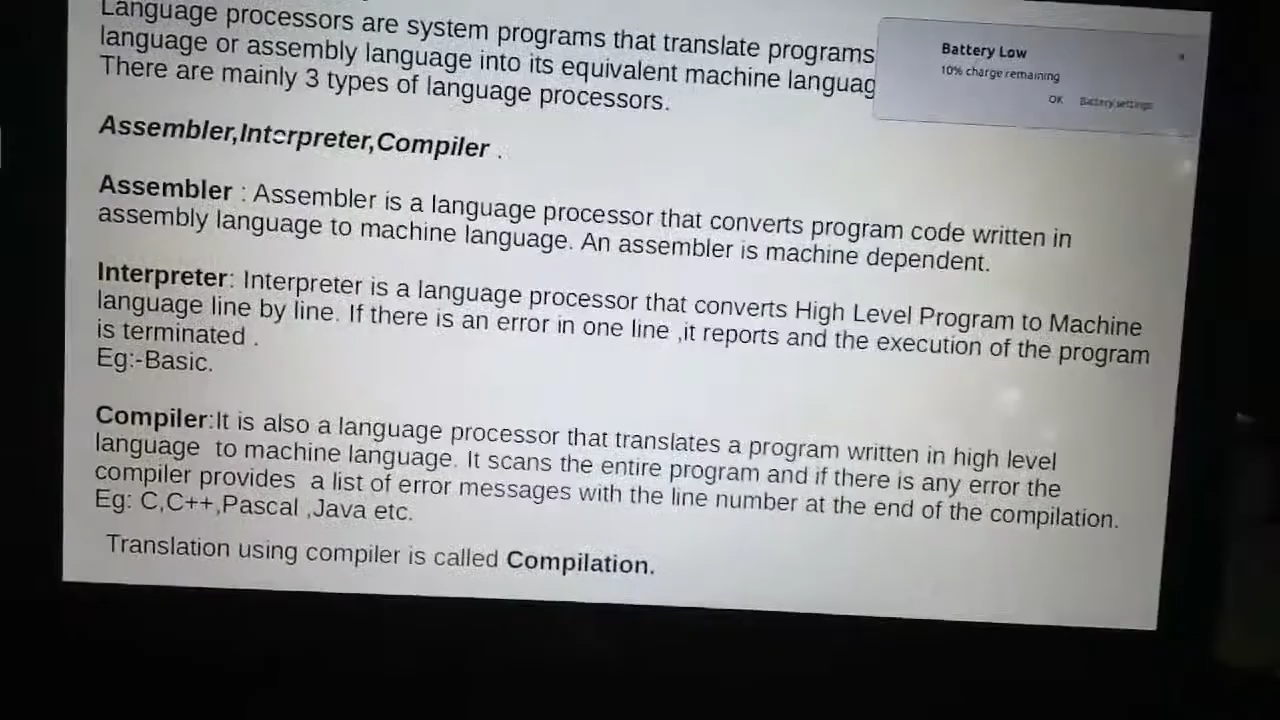 Language processors are system programs that translate programs
language or assembly language into its equivalent machine languag
There are mainly 3 types of language processors.
Battery Low
10% charge remaining
OK Battery settings
Assembler,Interpreter,Compiler .
Assembler : Assembler is a language processor that converts program code written in
assembly language to machine language. An assembler is machine dependent.
Interpreter: Interpreter is a language processor that converts High Level Program to Machine
language line by line. If there is an error in one line ,it reports and the execution of the program
is terminated .
Eg:-Basic.
Compiler:It is also a language processor that translates a program written in high level
language to machine language. It scans the entire program and if there is any error the
compiler provides a list of error messages with the line number at the end of the compilation.
Eg: C,C++,Pascal ,Java etc.
Translation using compiler is called Compilation.